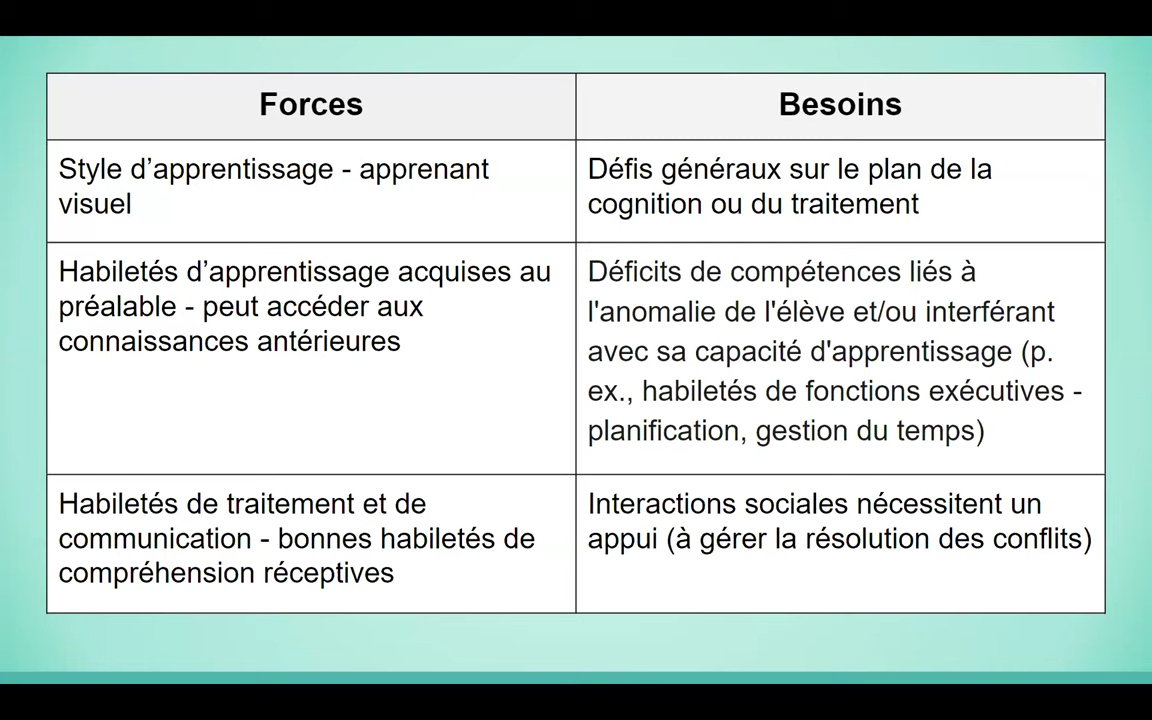 Forces
Besoins
Style d’apprentissage - apprenant
visuel
Défis généraux sur le plan de la
cognition ou du traitement
Habiletés d’apprentissage acquises au
préalable - peut accéder aux
connaissances antérieures
Déficits de compétences liés à
l'anomalie de l'élève et/ou interférant
avec sa capacité d'apprentissage (p.
ex., habiletés de fonctions exécutives -
planification, gestion du temps)
Habiletés de traitement et de
communication - bonnes habiletés de
compréhension réceptives
Interactions sociales nécessitent un
appui (à gérer la résolution des conflits)